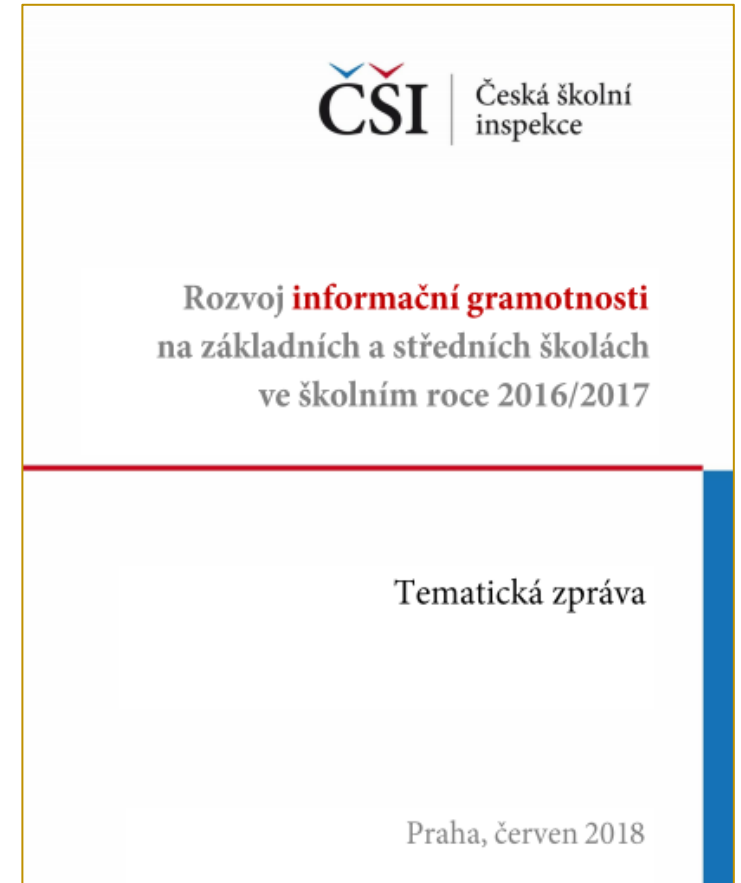 ČŠI
Česká školní
inspekce
Rozvoj informační gramotnosti
na základních a středních školách
ve školním roce 2016/2017
Tematická zpráva
Praha, červen 2018